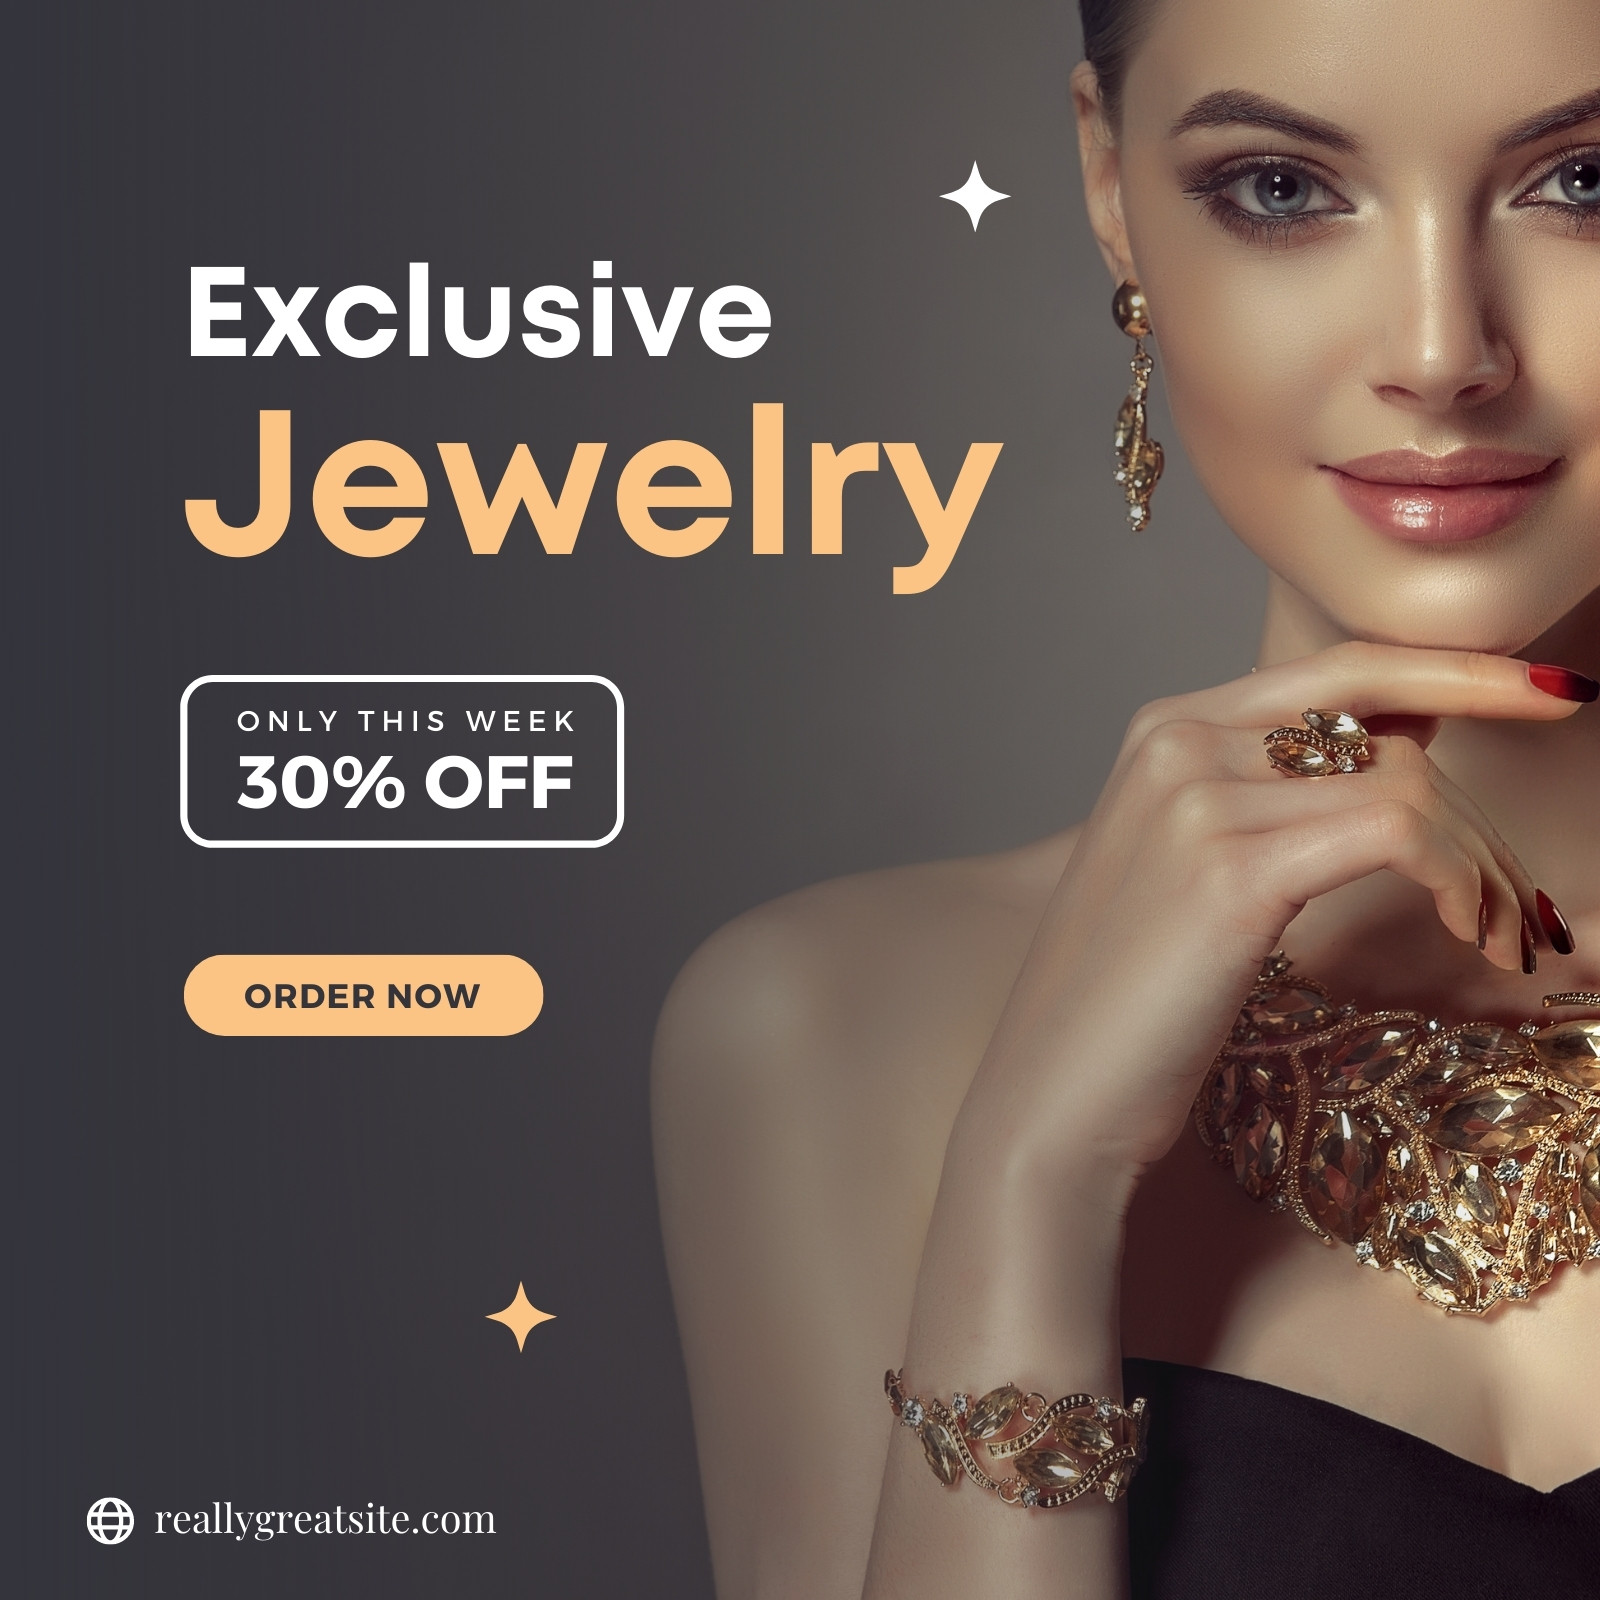 Exclusive
Jewelry
ONLY THIS WEEK
30% OFF
ORDER NOW
reallygreatsite.com